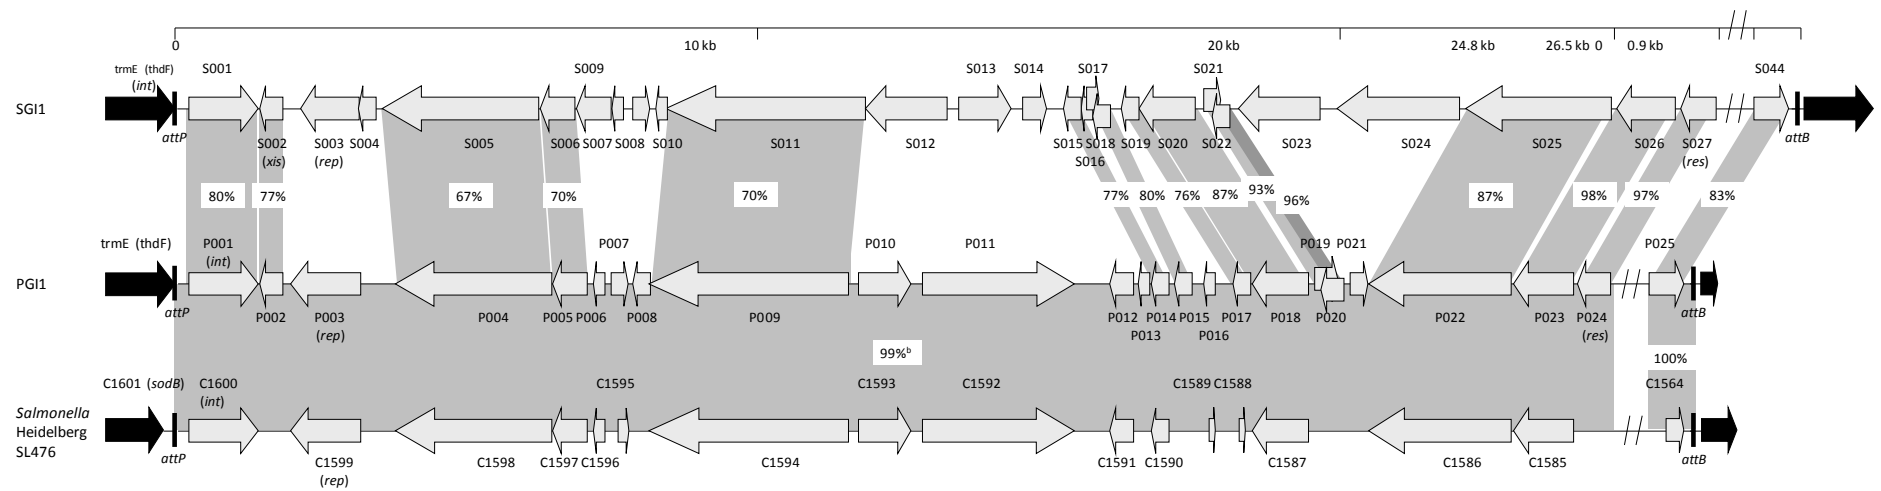 0 10 kb 20 kb 24.8 kb 26.5 kb 0 0.9 kb
trmE (thdF) S001 S009 S013 S014 S017 S021 S044
(int)
SGI1
attP S002 S003 S004 S005 S006 S007 S008 S010 S011 S012 S015 S018 S019 S020 S022 S023 S024 S025 S026 S027 attB
(xis) (rep) S016 (res)
80% 77% 67% 70% 70% 77% 80% 76% 87% 93% 96% 87% 98% 97% 83%
trmE (thdF) P001 P007 P010 P011 P019 P021 P025
(int)
PGI1
attP P002 P003 P004 P005 P006 P008 P009 P012 P014 P015 P017 P018 P020 P022 P023 P024 attB
(rep) P013 P016 (res)
99%b 100%
C1601 (sodB) C1600 C1595 C1593 C1592 C1589 C1588 C1564
(int)
Salmonella
Heidelberg
SL476
attP C1599 C1598 C1597 C1596 C1594 C1591 C1590 C1587 C1586 C1585 attB
(rep)